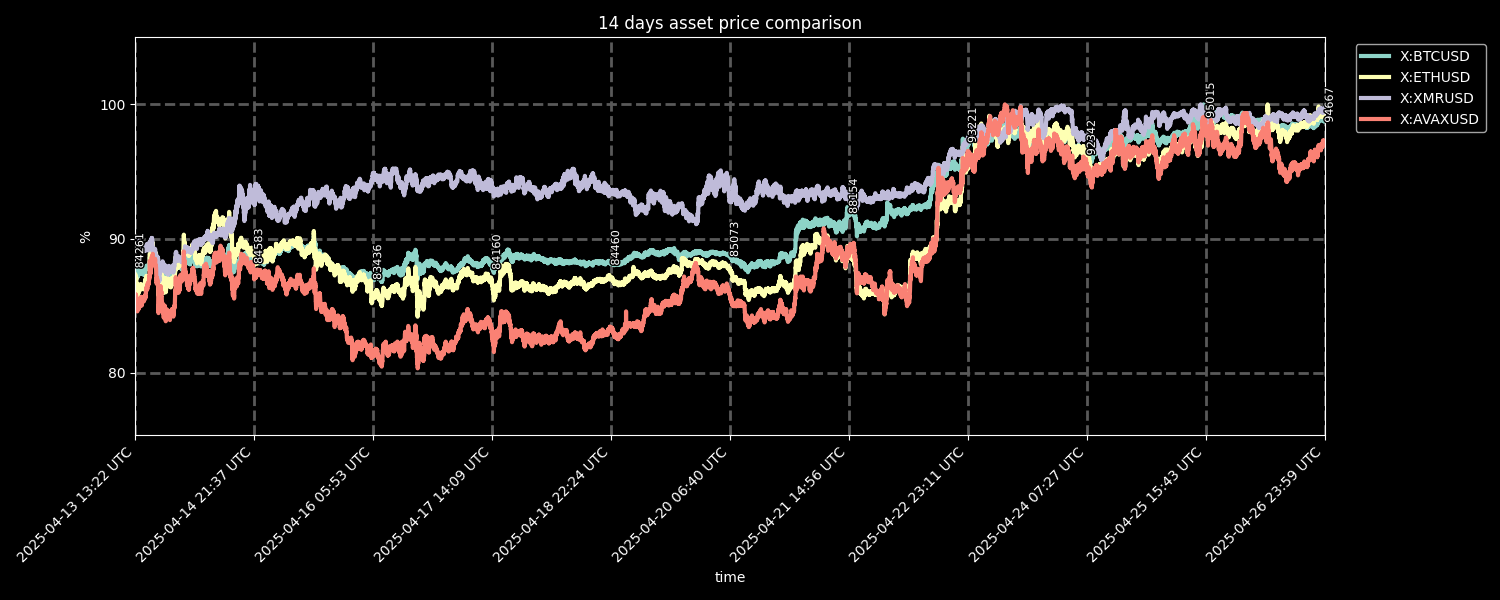 14 days asset price comparison
X:BTCUSD
X:ETHUSD
X:XMRUSD
X:AVAXUSD
100
90
80
%
84261
84583
83436
84160
84460
85073
88154
93221
92342
95015
94667
2025-04-13 13:22 UTC
2025-04-14 21:37 UTC
2025-04-16 05:53 UTC
2025-04-17 14:09 UTC
2025-04-18 22:24 UTC
2025-04-20 06:40 UTC
2025-04-21 14:56 UTC
2025-04-22 23:11 UTC
2025-04-24 07:27 UTC
2025-04-25 15:43 UTC
2025-04-26 23:59 UTC
time